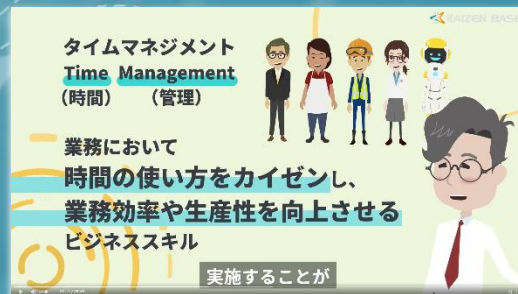 KAIZEN BASE
タイムマネジメント
Time Management
(時間) (管理)
業務において
時間の使い方をカイゼンし、
業務効率や生産性を向上させる
ビジネススキル
実施することが